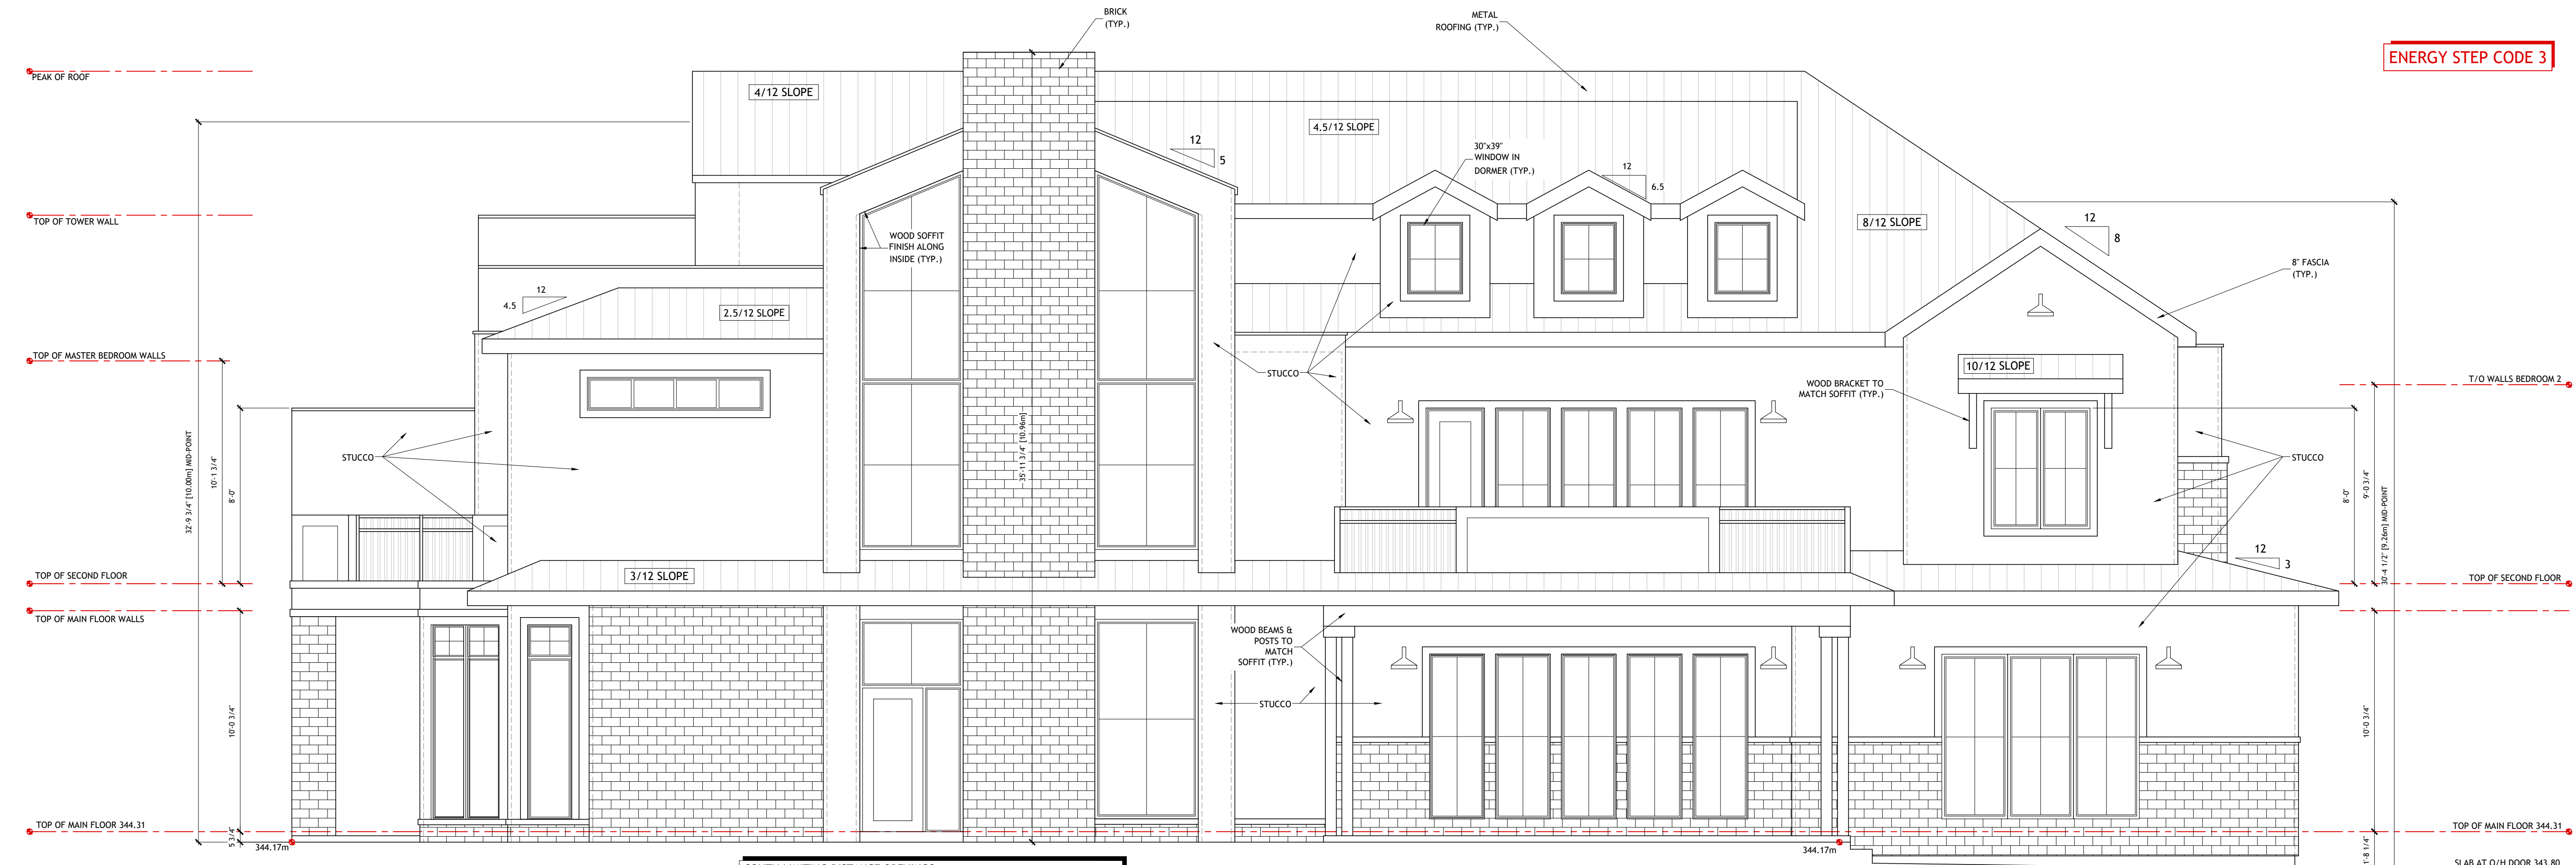 BRICK
(TYP.)
METAL
ROOFING (TYP.)
ENERGY STEP CODE 3
PEAK OF ROOF
4/12 SLOPE
4.5/12 SLOPE
12
5
30"x39"
WINDOW IN
DORMER (TYP.)
12
6.5
TOP OF TOWER WALL
8/12 SLOPE
12
8
WOOD SOFFIT
FINISH ALONG
INSIDE (TYP.)
8" FASCIA
(TYP.)
12
4.5
2.5/12 SLOPE
TOP OF MASTER BEDROOM WALLS
10/12 SLOPE
STUCCO
WOOD BRACKET TO
MATCH SOFFIT (TYP.)
T/O WALLS BEDROOM 2
32'-9 3/4" [10.00m] MID-POINT
10'-1 3/4"
8'-0"
STUCCO
35'-11 3/4" [10.96m]
STUCCO
8'-0"
9'-0 3/4"
30'-4 1/2" [9.26m] MID-POINT
12
3
TOP OF SECOND FLOOR
3/12 SLOPE
TOP OF SECOND FLOOR
TOP OF MAIN FLOOR WALLS
WOOD BEAMS &
POSTS TO
MATCH
SOFFIT (TYP.)
10'-0 3/4"
STUCCO
10'-0 3/4"
TOP OF MAIN FLOOR 344.31
TOP OF MAIN FLOOR 344.31
5 3/4"
344.17m
344.17m
1'-8 1/4"
SLAB AT O/H DOOR 343.80